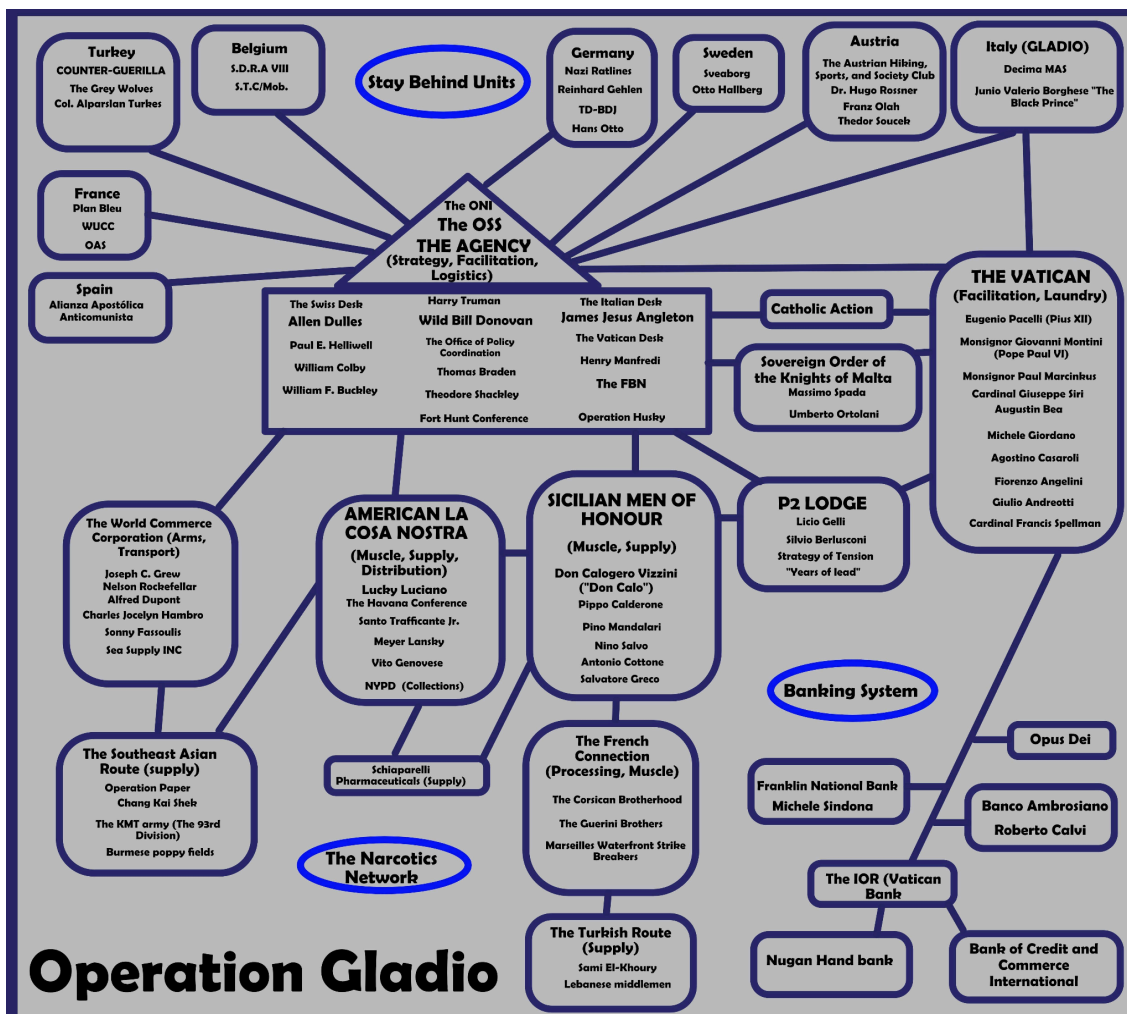 Turkey
COUNTER-GUERILLA
The Grey Wolves
Col. Alparslan Turkes
Belgium
S.D.R.A VIII
S.T.C/Mob.
Stay Behind Units
Germany
Nazi Ratlines
Reinhard Gehlen
TD-BDJ
Hans Otto
Sweden
Sveaborg
Otto Hallberg
Austria
The Austrian Hiking,
Sports, and Society Club
Dr. Hugo Rossner
Franz Olah
Thedor Soucek
Italy (GLADIO)
Decima MAS
Junio Valerio Borghese "The
Black Prince"
France
Plan Bleu
WUCC
OAS
Spain
Alianza Apostólica
Anticomunista
The ONI
The OSS
THE AGENCY
(Strategy, Facilitation,
Logistics)
The Swiss Desk
Allen Dulles
Paul E. Helliwell
William Colby
William F. Buckley
Harry Truman
Wild Bill Donovan
The Office of Policy
Coordination
Thomas Braden
Theodore Shackley
Fort Hunt Conference
The Italian Desk
James Jesus Angleton
The Vatican Desk
Henry Manfredi
The FBN
Operation Husky
Catholic Action
Sovereign Order of
the Knights of Malta
Massimo Spada
Umberto Ortolani
THE VATICAN
(Facilitation, Laundry)
Eugenio Pacelli (Pius XII)
Monsignor Giovanni Montini
(Pope Paul VI)
Monsignor Paul Marcinkus
Cardinal Giuseppe Siri
Augustin Bea
Michele Giordano
Agostino Casaroli
Fiorenzo Angelini
Giulio Andreotti
Cardinal Francis Spellman
The World Commerce
Corporation (Arms,
Transport)
Joseph C. Grew
Nelson Rockefellar
Alfred Dupont
Charles Jocelyn Hambro
Sonny Fassoulis
Sea Supply INC
AMERICAN LA
COSA NOSTRA
(Muscle, Supply,
Distribution)
Lucky Luciano
The Havana Conference
Santo Trafficante Jr.
Meyer Lansky
Vito Genovese
NYPD (Collections)
SICILIAN MEN OF
HONOUR
(Muscle, Supply)
Don Calogero Vizzini
("Don Calo")
Pippo Calderone
Pino Mandalari
Nino Salvo
Antonio Cottone
Salvatore Greco
P2 LODGE
Licio Gelli
Silvio Berlusconi
Strategy of Tension
"Years of lead"
The Southeast Asian
Route (supply)
Operation Paper
Chang Kai Shek
The KMT army (The 93rd
Division)
Burmese poppy fields
Schiaparelli
Pharmaceuticals (Supply)
The French
Connection
(Processing, Muscle)
The Corsican Brotherhood
The Guerini Brothers
Marseilles Waterfront Strike
Breakers
The Narcotics
Network
The Turkish Route
(Supply)
Sami El-Khoury
Lebanese middlemen
Banking System
Opus Dei
Franklin National Bank
Michele Sindona
Banco Ambrosiano
Roberto Calvi
The IOR (Vatican
Bank
Nugan Hand bank
Bank of Credit and
Commerce
International
Operation Gladio